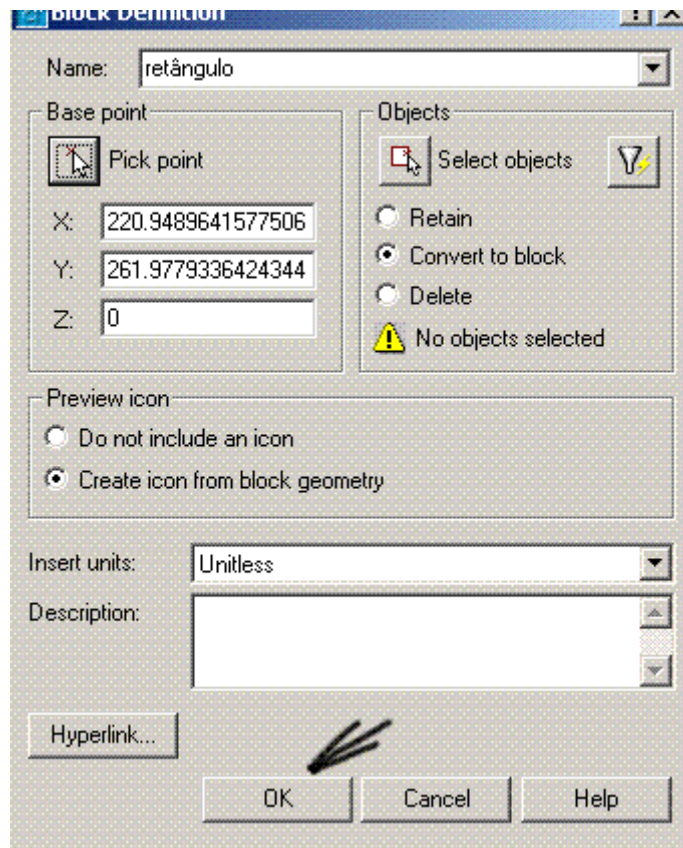 Block Definition
Name: retângulo
Base point
Pick point
X: 220.9489641577506
Y: 261.9779336424344
Z: 0
Objects
Select objects
Retain
Convert to block
Delete
No objects selected
Preview icon
Do not include an icon
Create icon from block geometry
Insert units: Unitless
Description:
Hyperlink...
OK Cancel Help